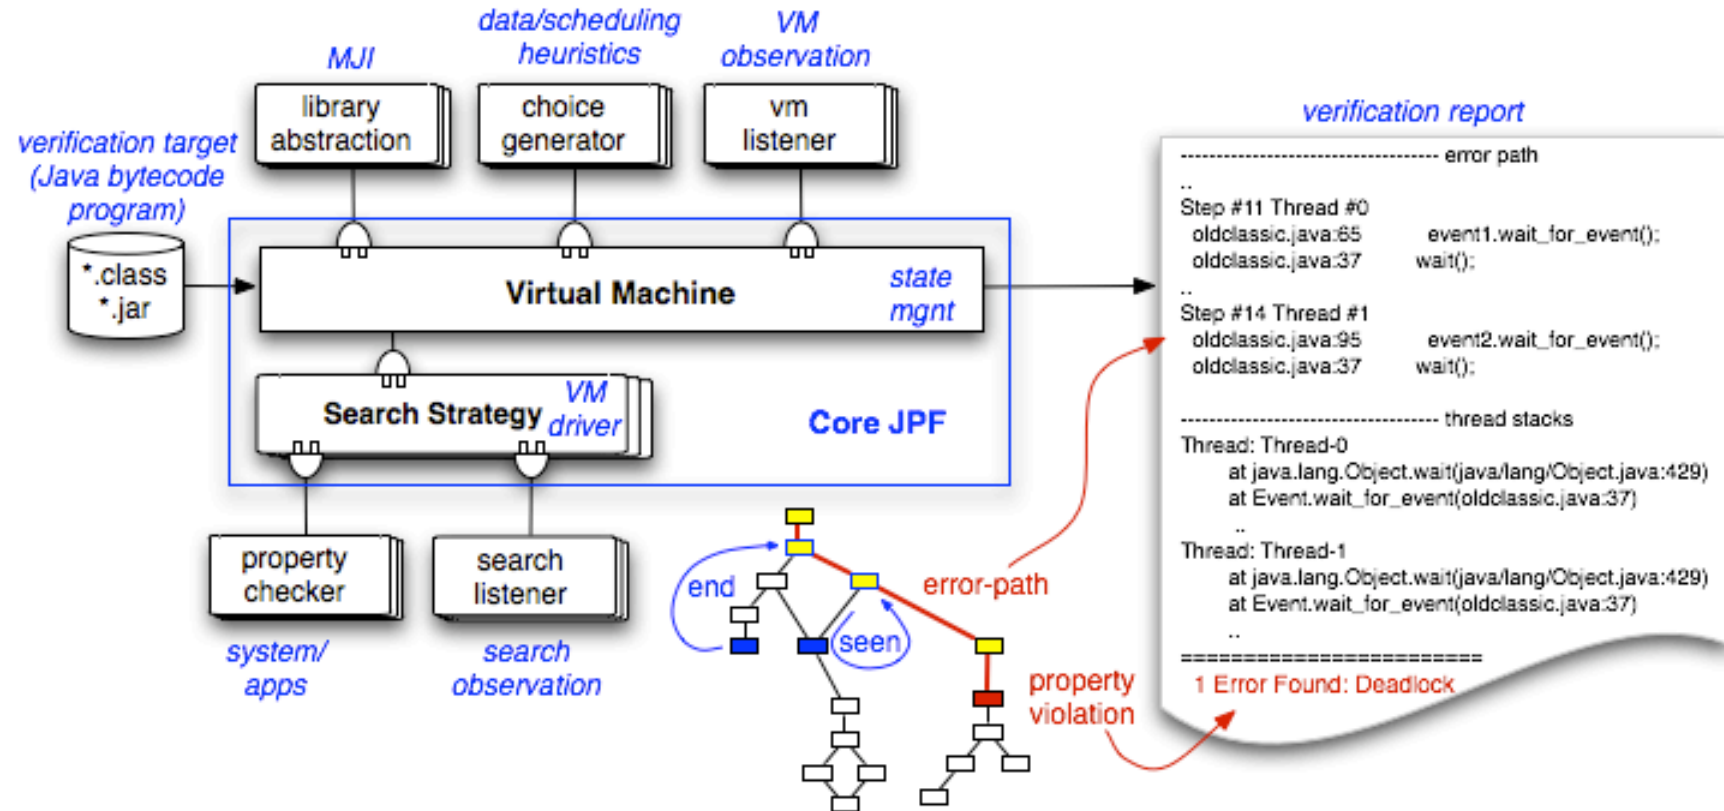 MJI
data/scheduling
heuristics
VM
observation
library
abstraction
choice
generator
vm
listener
verification target
(Java bytecode
program)
*.class
*.jar
Virtual Machine
state
mgnt
Search Strategy
VM
driver
Core JPF
property
checker
search
listener
system/
apps
search
observation
end
seen
error-path
property
violation
verification report
------------------------------------ error path
..
Step #11 Thread #0
oldclassic.java:65 event1.wait_for_event();
oldclassic.java:37 wait();
..
Step #14 Thread #1
oldclassic.java:95 event2.wait_for_event();
oldclassic.java:37 wait();
------------------------------------ thread stacks
Thread: Thread-0
at java.lang.Object.wait(java/lang/Object.java:429)
at Event.wait_for_event(oldclassic.java:37)
..
Thread: Thread-1
at java.lang.Object.wait(java/lang/Object.java:429)
at Event.wait_for_event(oldclassic.java:37)
..
========================
1 Error Found: Deadlock